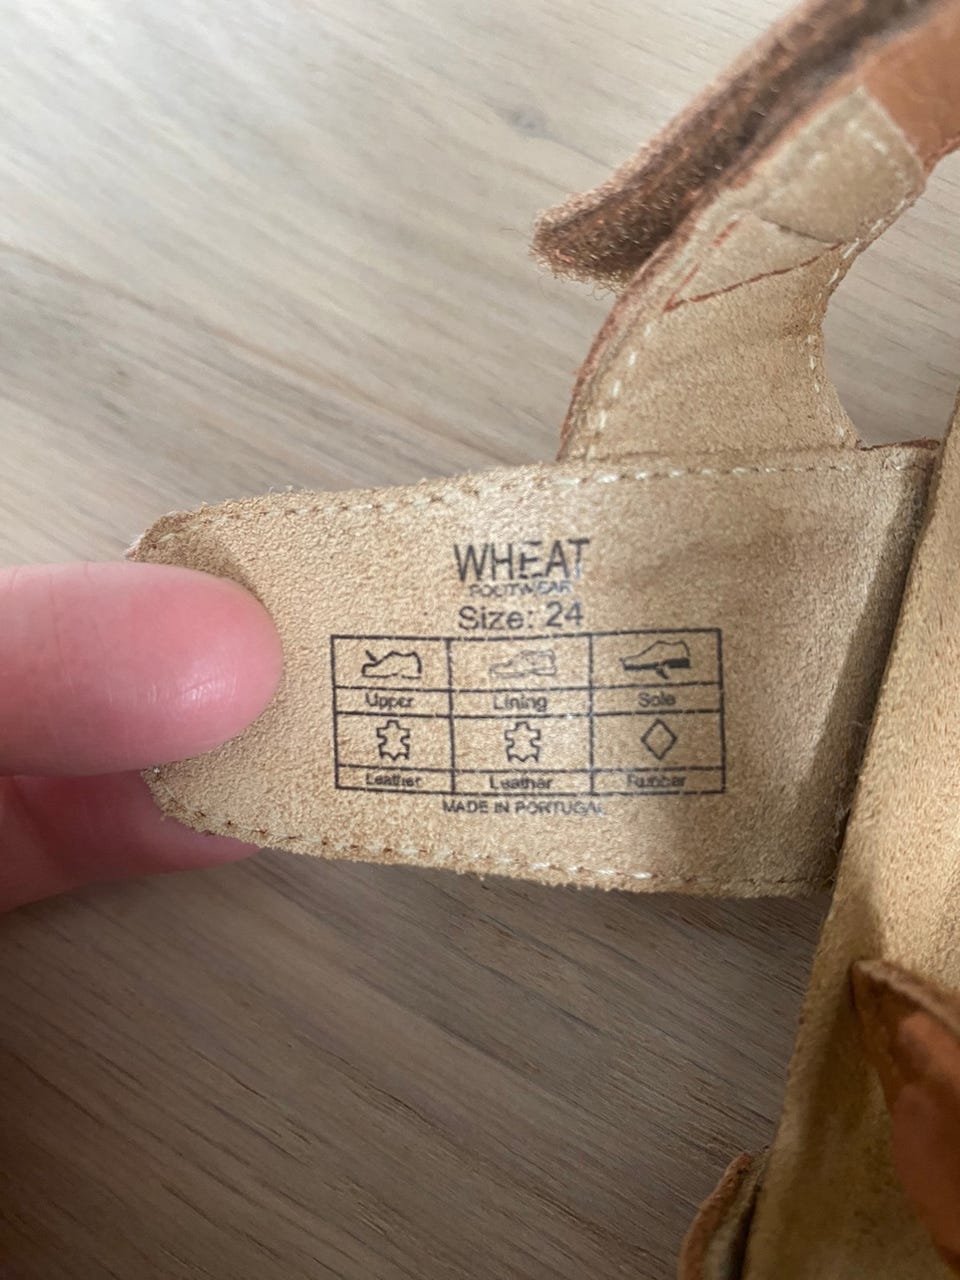 WHEAT
FOOTWEAR
Size: 24
Upper Lining Sole
Leather Leather Rubber
MADE IN PORTUGAL